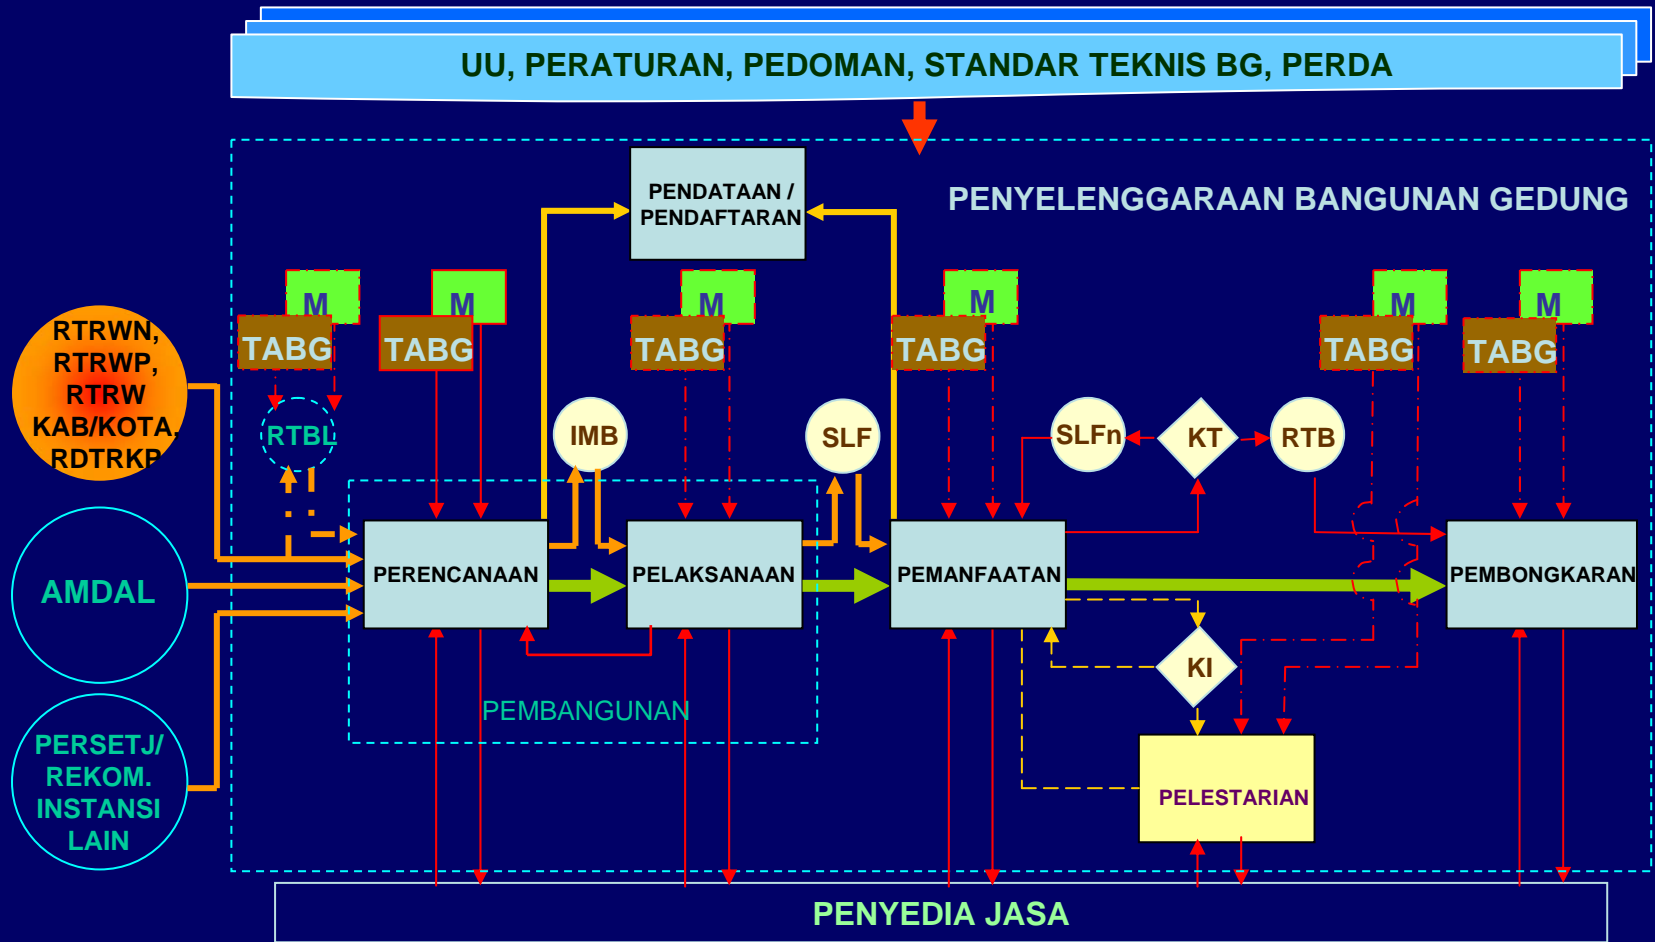 UU, PERATURAN, PEDOMAN, STANDAR TEKNIS BG, PERDA
PENDATAAN /
PENDAFTARAN
PENYELENGGARAAN BANGUNAN GEDUNG
M
M
M
M
M
M
TABG
TABG
TABG
TABG
TABG
TABG
RTRWN,
RTRWP,
RTRW
KAB/KOTA.
RDTRKP
RTBL
IMB
SLF
SLFn
KT
RTB
AMDAL
PERENCANAAN
PELAKSANAAN
PEMANFAATAN
PEMBONGKARAN
KI
PEMBANGUNAN
PERSETJ/
REKOM.
INSTANSI
LAIN
PELESTARIAN
PENYEDIA JASA